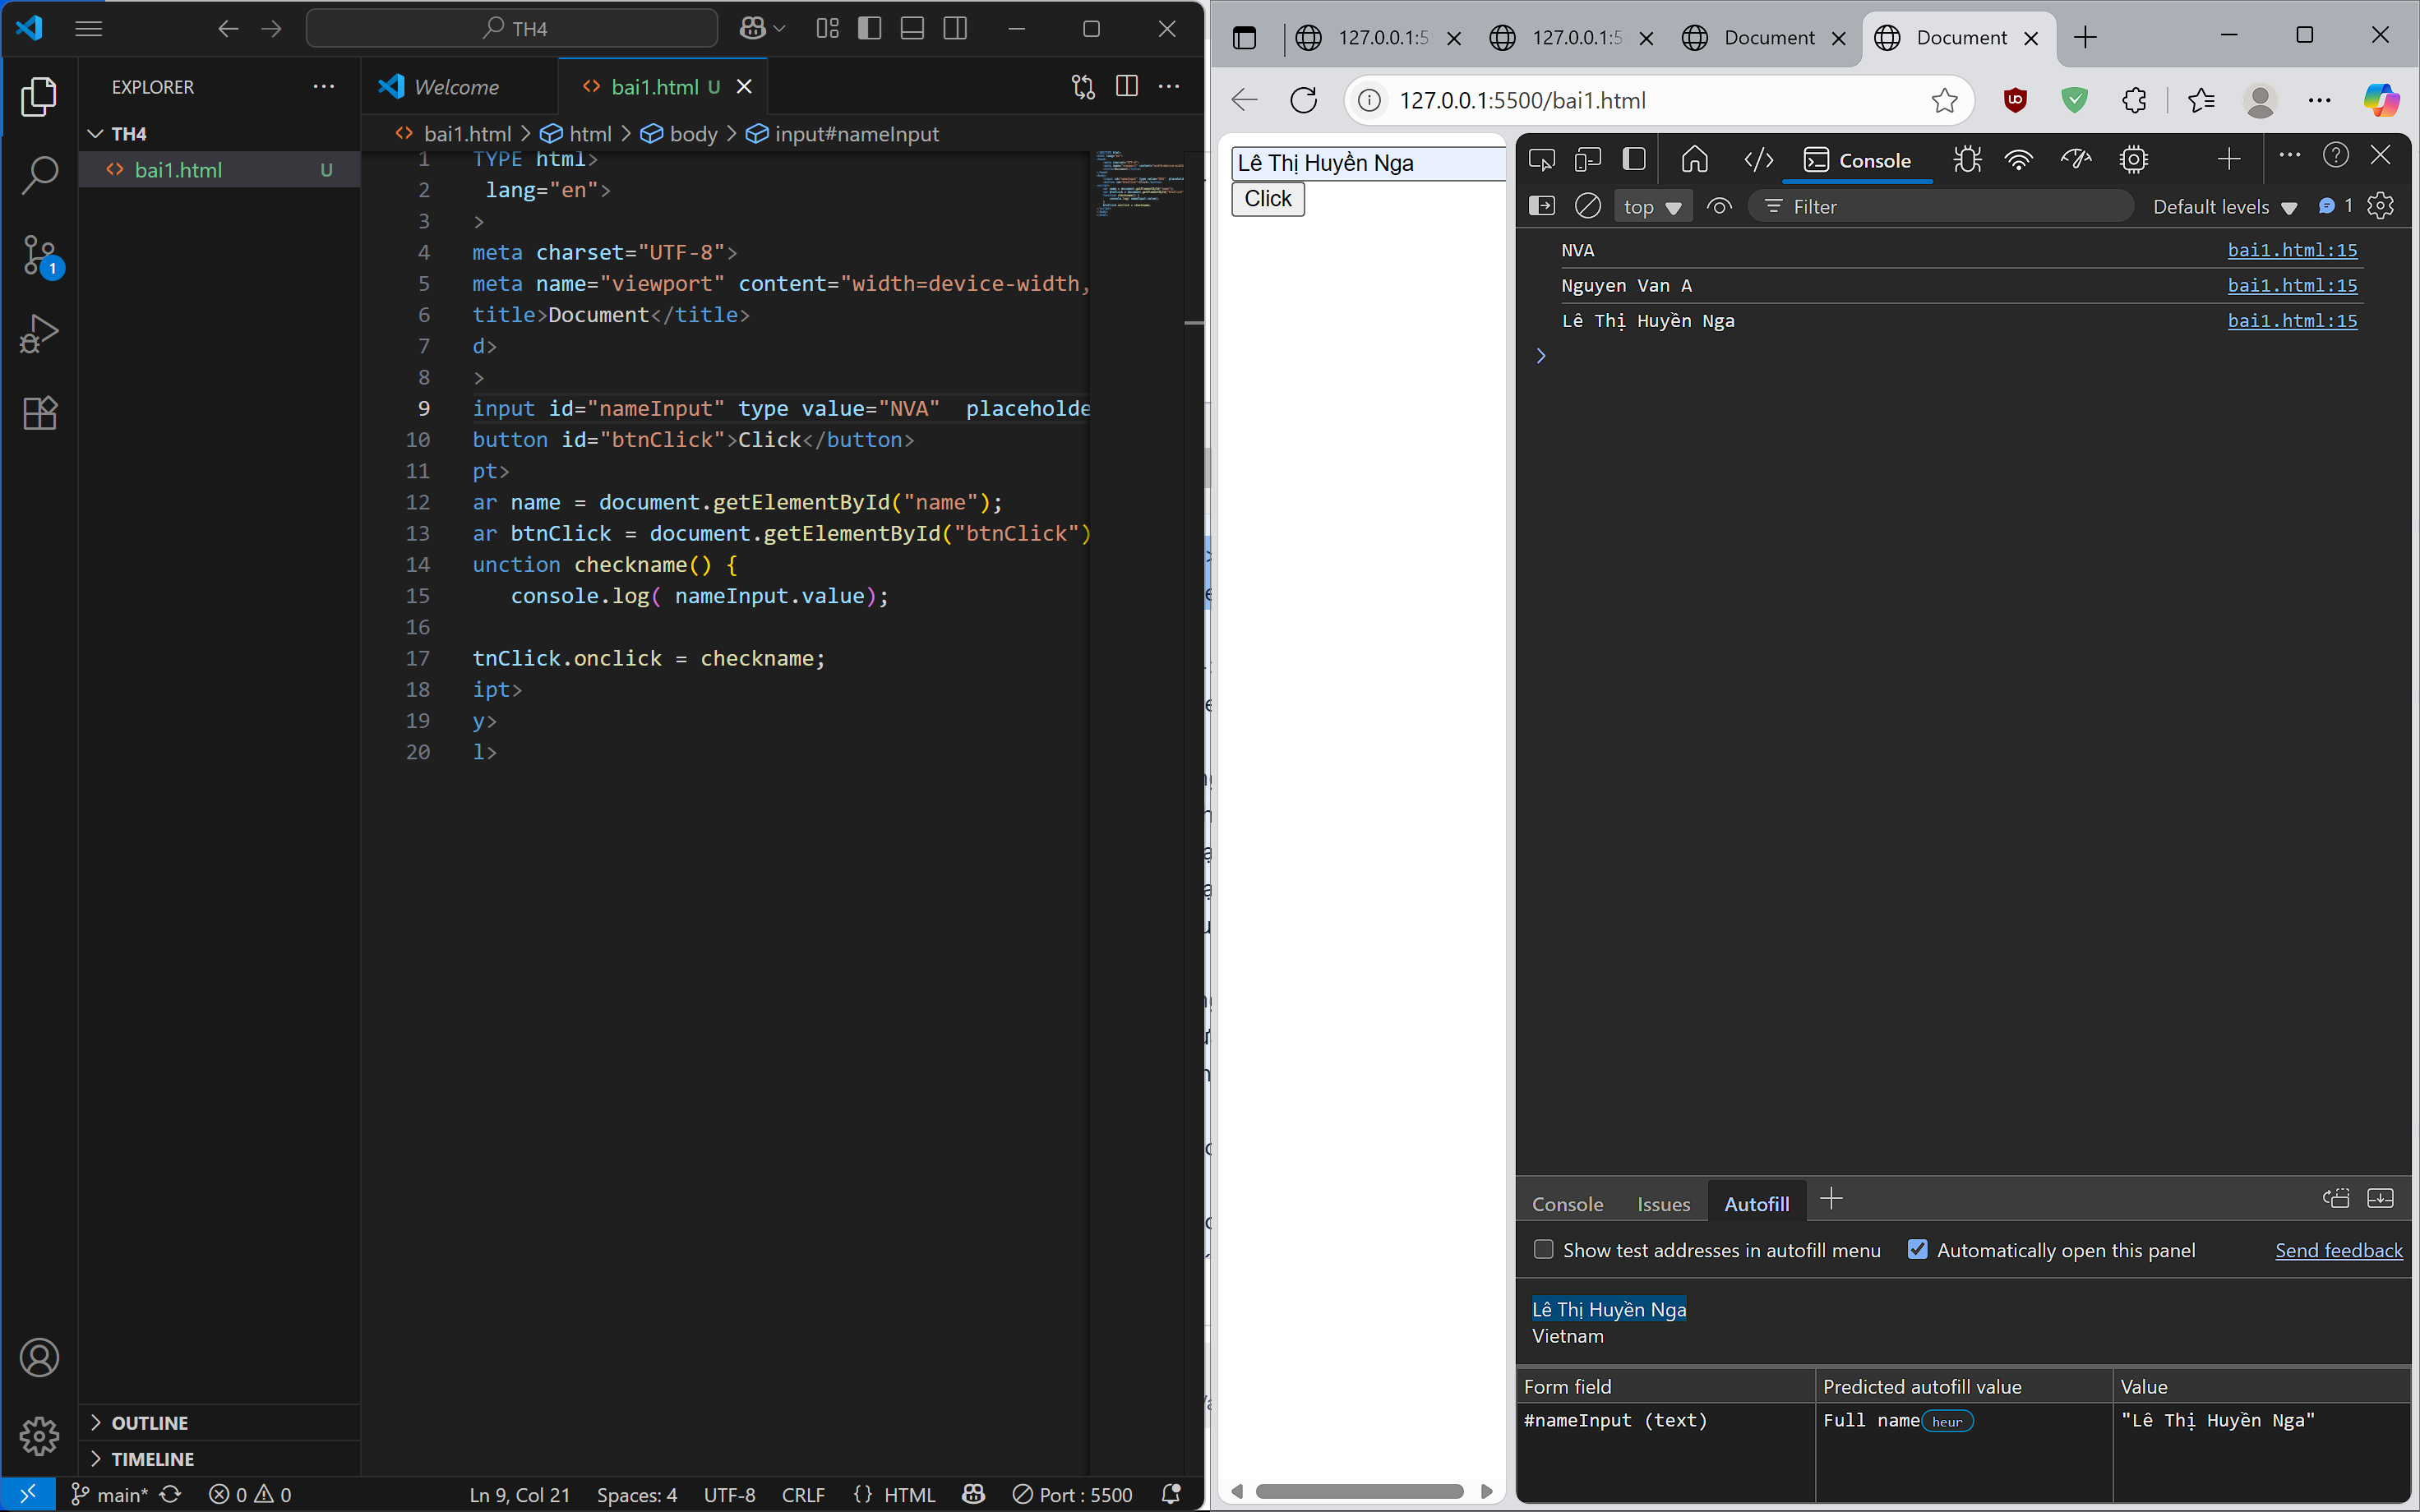 TH4
EXPLORER
TH4
bai1.html U
Welcome
bai1.html U
bai1.html > html > body > input#nameInput
1 TYPE html>
2 lang="en">
3 >
4 meta charset="UTF-8">
5 meta name="viewport" content="width=device-width,
6 title>Document</title>
7 d>
8 >
9 input id="nameInput" type value="NVA"  placeholde
10 button id="btnClick">Click</button>
11 pt>
12 ar name = document.getElementById("name");
13 ar btnClick = document.getElementById("btnClick")
14 unction checkname() {
15 console.log( nameInput.value);
16
17 tnClick.onclick = checkname;
18 ipt>
19 y>
20 l>
1
OUTLINE
TIMELINE
main* 0 0 Ln 9, Col 21 Spaces: 4 UTF-8 CRLF {} HTML Port : 5500
127.0.0.1:5 127.0.0.1:5 Document Document
127.0.0.1:5500/bai1.html
Lê Thị Huyền Nga
Click
Console
top Filter Default levels 1
NVA bai1.html:15
Nguyen Van A bai1.html:15
Lê Thị Huyền Nga bai1.html:15
Console Issues Autofill
Show test addresses in autofill menu Automatically open this panel Send feedback
Lê Thị Huyền Nga
Vietnam
Form field Predicted autofill value Value
#nameInput (text) Full name heur "Lê Thị Huyền Nga"